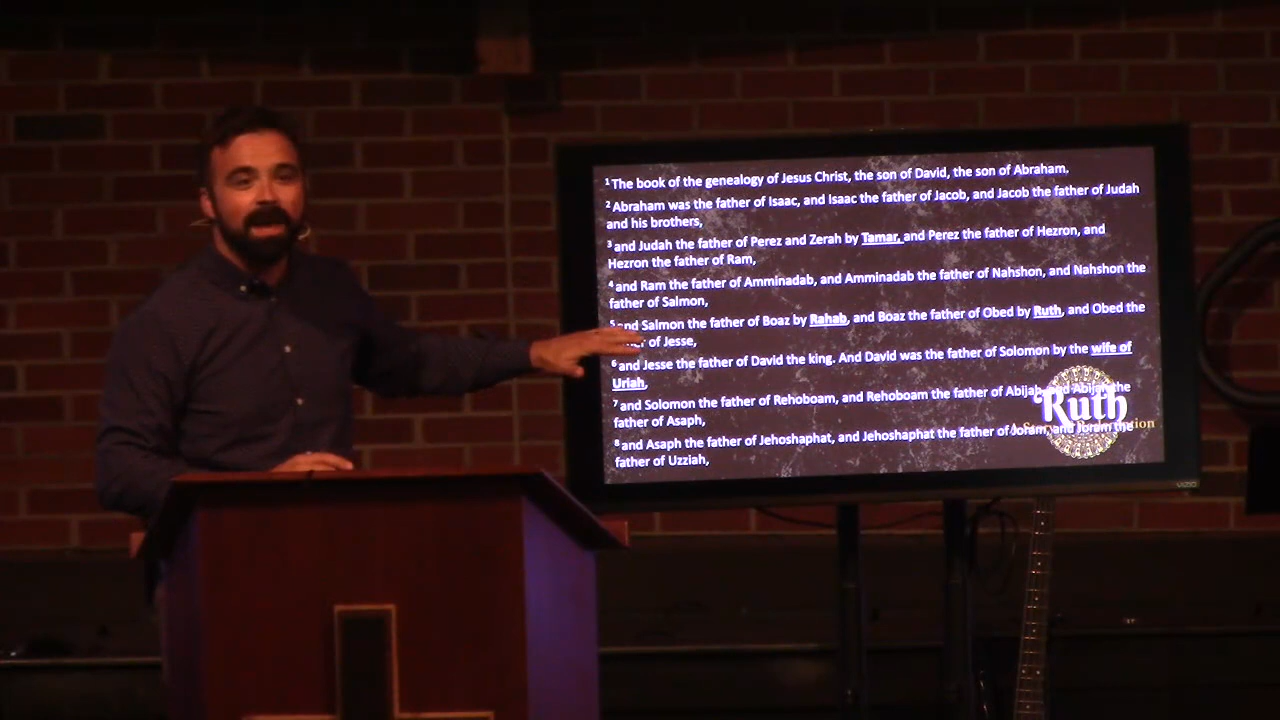 1 The book of the genealogy of Jesus Christ, the son of David, the son of Abraham.
2 Abraham was the father of Isaac, and Isaac the father of Jacob, and Jacob the father of Judah
and his brothers,
3 and Judah the father of Perez and Zerah by Tamar, and Perez the father of Hezron, and
Hezron the father of Ram,
4 and Ram the father of Amminadab, and Amminadab the father of Nahshon, and Nahshon the
father of Salmon,
5 and Salmon the father of Boaz by Rahab, and Boaz the father of Obed by Ruth, and Obed the
of Jesse,
6 and Jesse the father of David the king. And David was the father of Solomon by the wife of
Uriah,
7 and Solomon the father of Rehoboam, and Rehoboam the father of Abijah, and Abijah the
father of Asaph,
8 and Asaph the father of Jehoshaphat, and Jehoshaphat the father of Joram, and Joram the
father of Uzziah,
Ruth
VIZIO